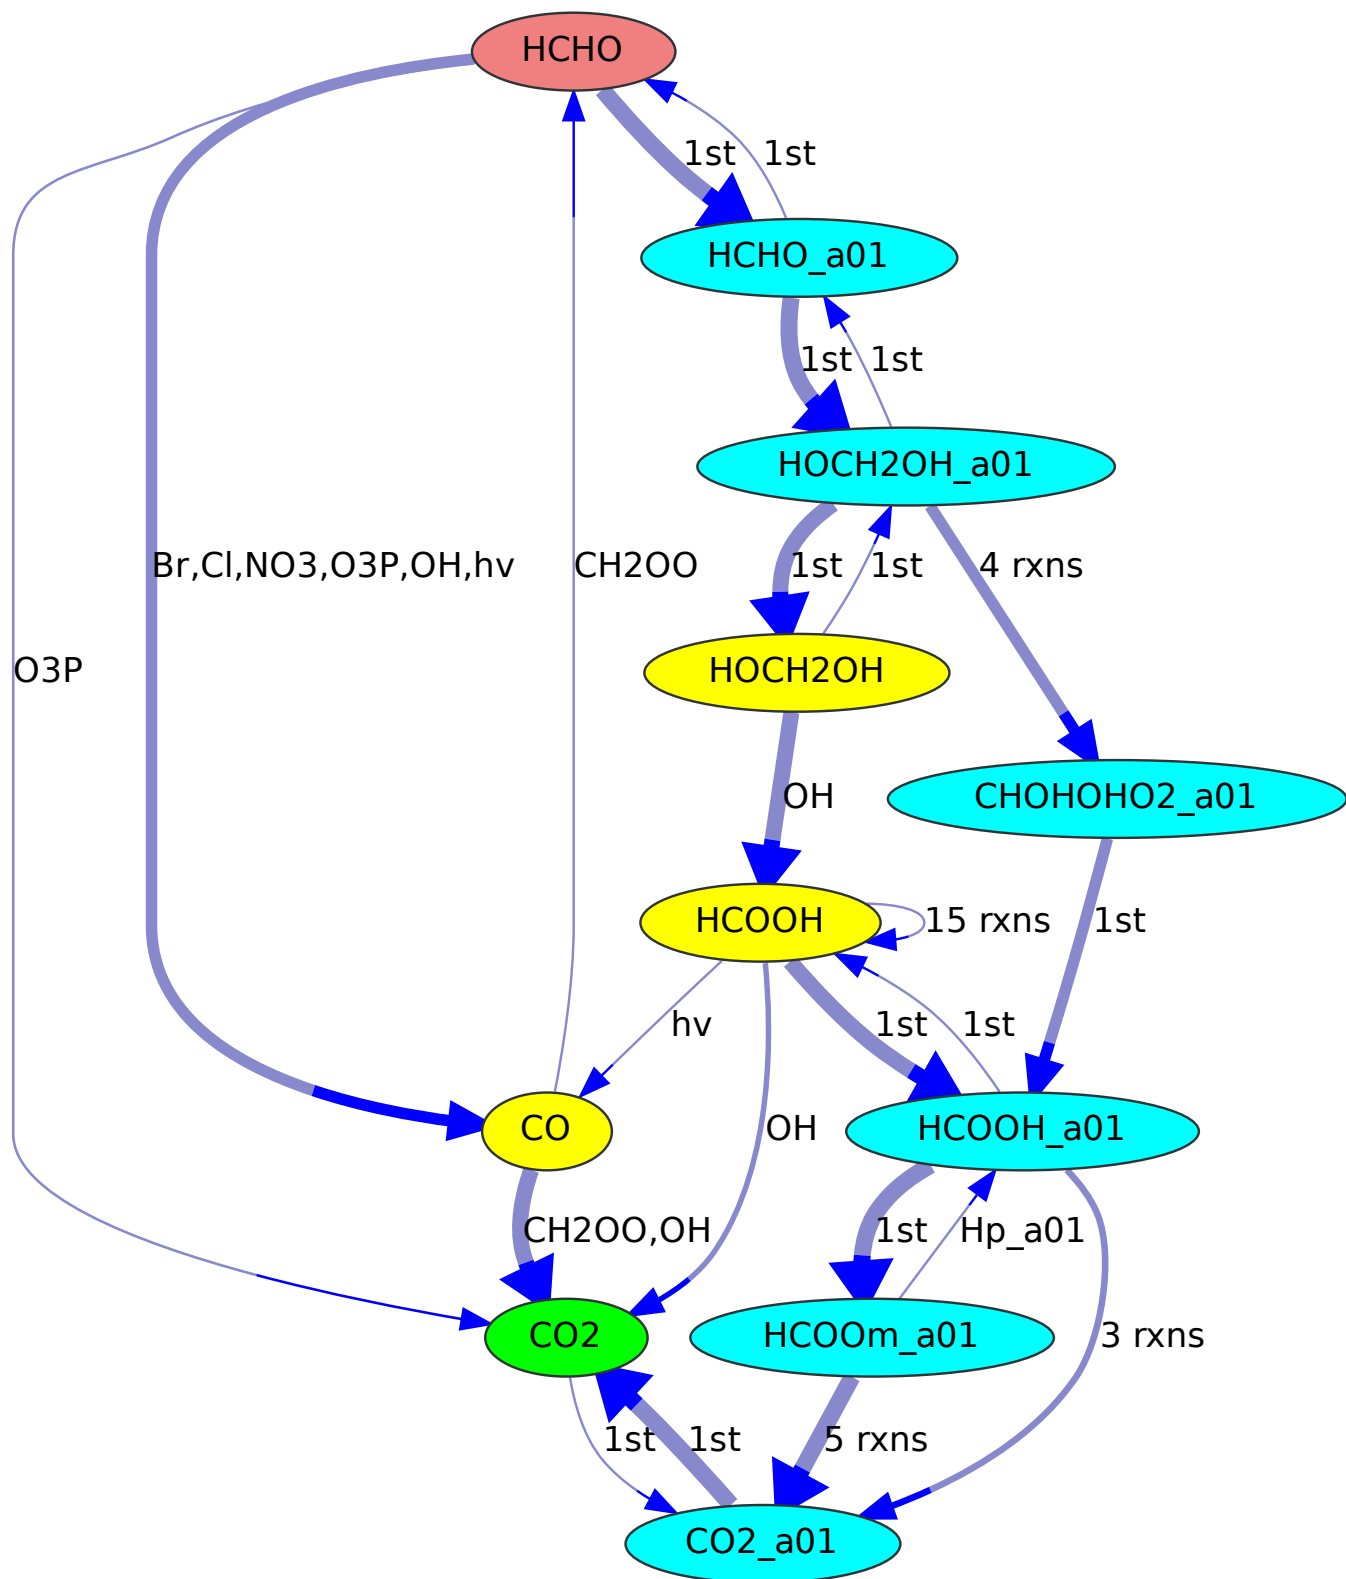 HCHO
1st
1st
HCHO_a01
1st
1st
HOCH2OH_a01
Br,Cl,NO3,O3P,OH,hv
CH2OO
1st
1st
4 rxns
O3P
HOCH2OH
OH
CHOHOHO2_a01
HCOOH
15 rxns
1st
hv
1st
1st
CO
OH
HCOOH_a01
CH2OO,OH
1st
Hp_a01
CO2
HCOOm_a01
3 rxns
1st
1st
5 rxns
CO2_a01